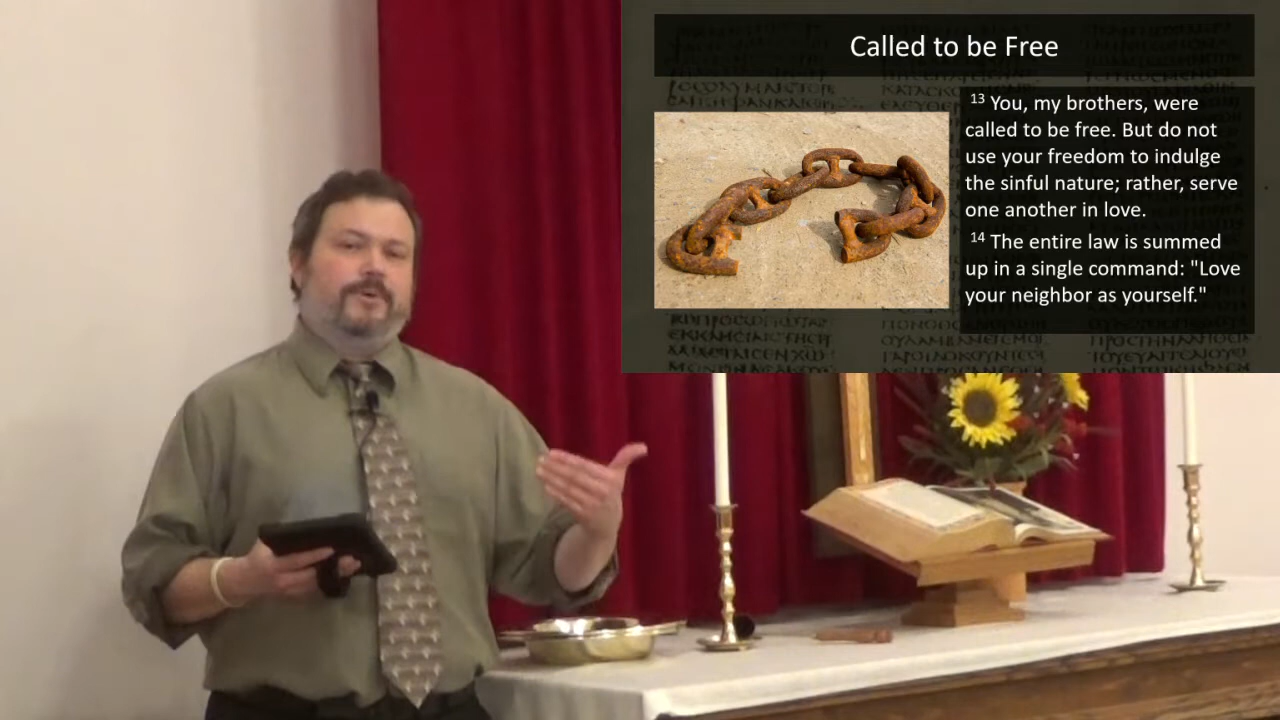 Called to be Free
13 You, my brothers, were
called to be free. But do not
use your freedom to indulge
the sinful nature; rather, serve
one another in love.
14 The entire law is summed
up in a single command: "Love
your neighbor as yourself."